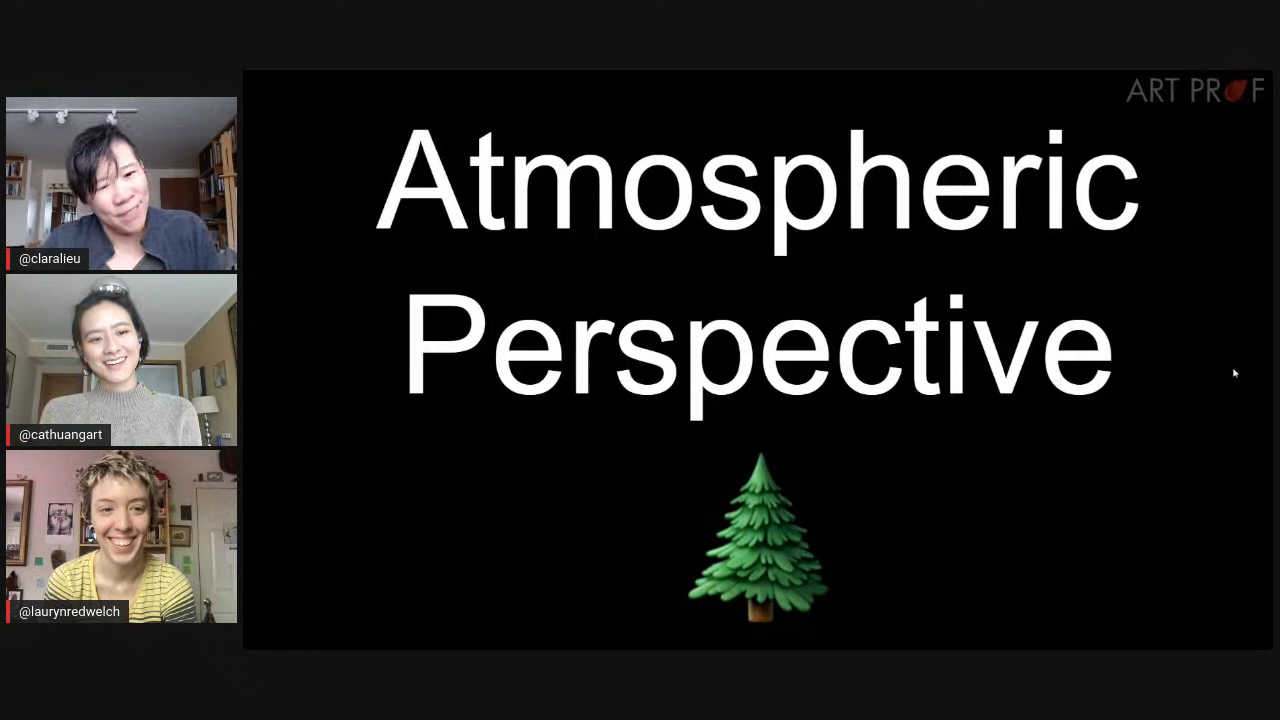 ART PROF
Atmospheric
Perspective
@claralieu
@cathuangart
@laurynredwelch